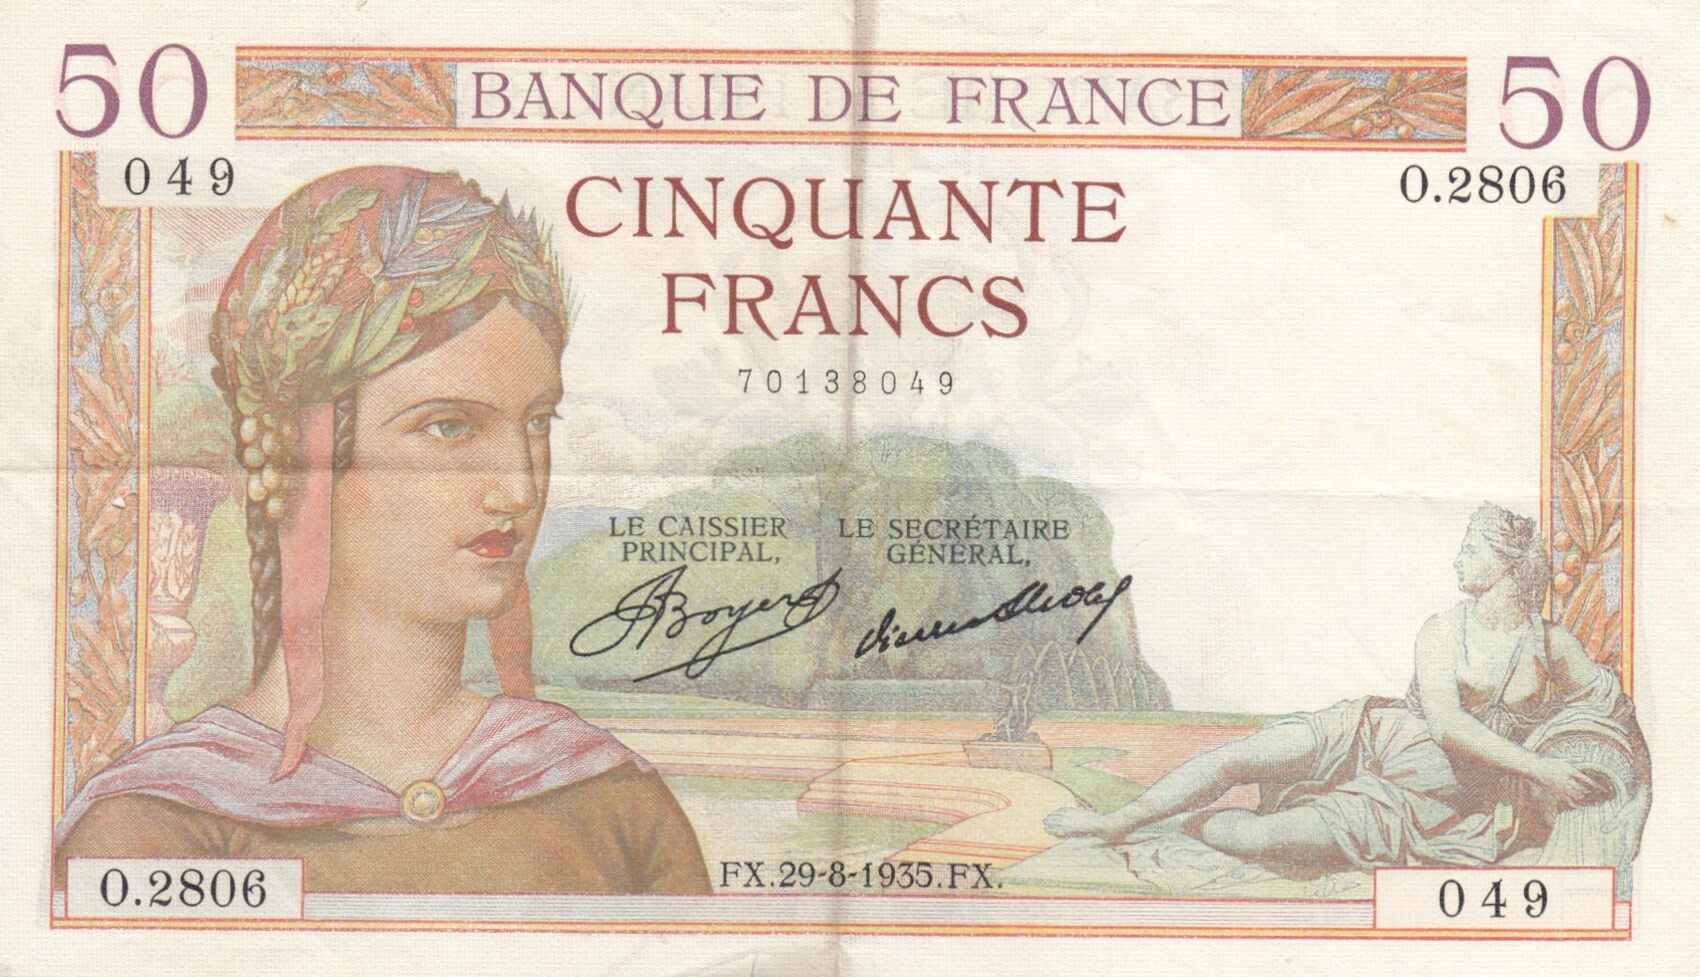 50 BANQUE DE FRANCE 50
049 O.2806
CINQUANTE
FRANCS
70138049
LE CAISSIER PRINCIPAL,
LE SECRÉTAIRE GÉNÉRAL,
Boyer
FX.29-8-1935.FX.
O.2806 049